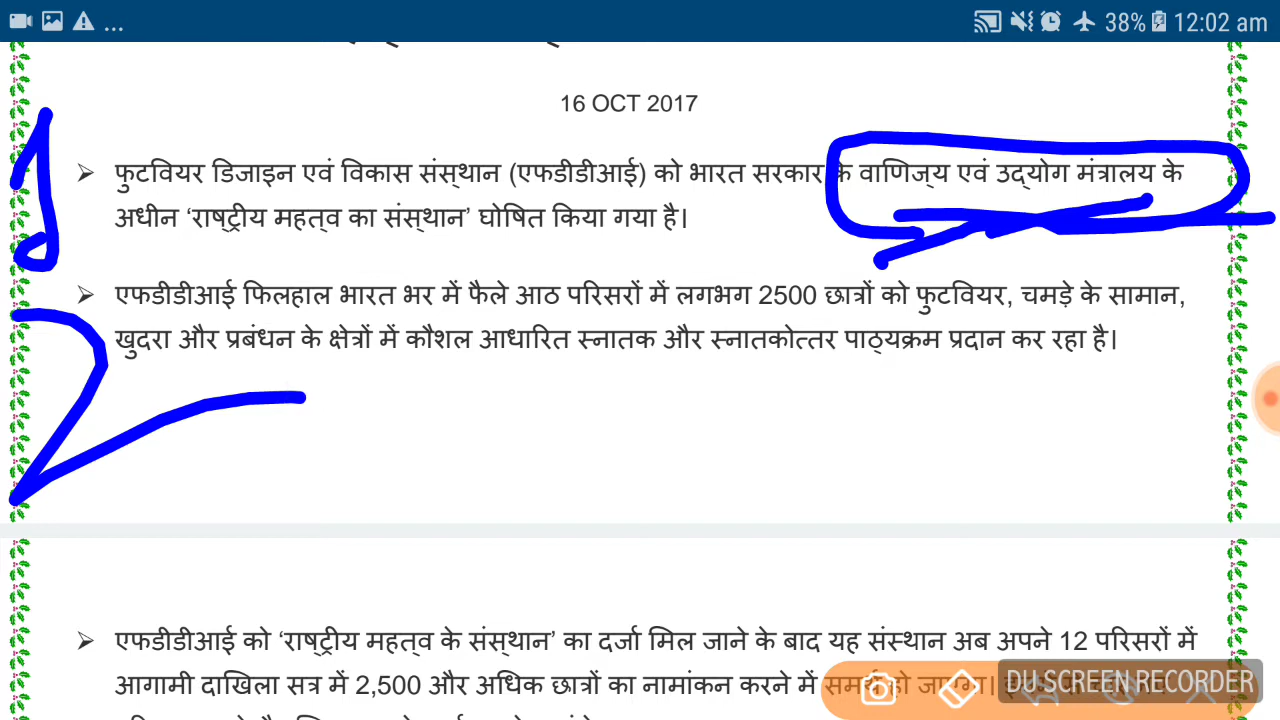 ... 38% 12:02 am
16 OCT 2017
➢ फुटवियर डिजाइन एवं विकास संस्थान (एफडीडीआई) को भारत सरकार के वाणिज्य एवं उद्योग मंत्रालय के
अधीन ‘राष्ट्रीय महत्व का संस्थान’ घोषित किया गया है।
➢ एफडीडीआई फिलहाल भारत भर में फैले आठ परिसरों में लगभग 2500 छात्रों को फुटवियर, चमड़े के सामान,
खुदरा और प्रबंधन के क्षेत्रों में कौशल आधारित स्नातक और स्नातकोत्तर पाठ्यक्रम प्रदान कर रहा है।
➢ एफडीडीआई को ‘राष्ट्रीय महत्व के संस्थान’ का दर्जा मिल जाने के बाद यह संस्थान अब अपने 12 परिसरों में
आगामी दाखिला सत्र में 2,500 और अधिक छात्रों का नामांकन करने में समर्थ हो जाएगा।
DU SCREEN RECORDER